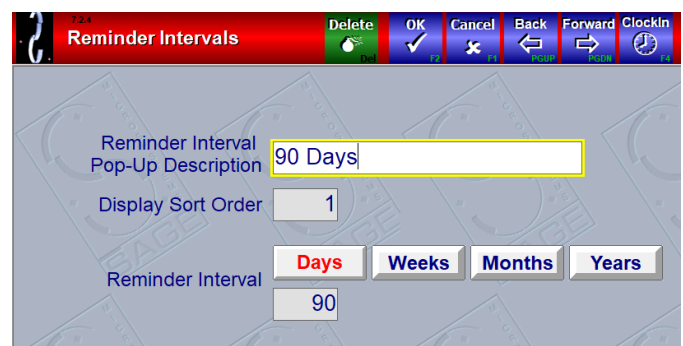 7.2.4
Reminder Intervals
Delete
Del
OK
F2
Cancel
F1
Back
PGUP
Forward
PGDN
ClockIn
F4
Reminder Interval
Pop-Up Description
90 Days
Display Sort Order
1
Reminder Interval
Days
Weeks
Months
Years
90
SAGE